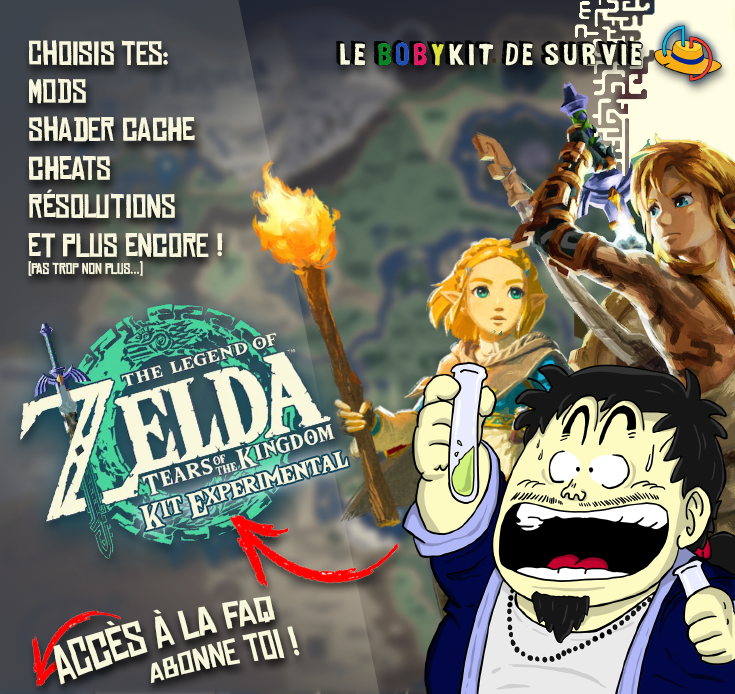 CHOISIS TES:
MODS
SHADER CACHE
CHEATS
RÉSOLUTIONS
ET PLUS ENCORE !
(PAS TROP NON PLUS...)
LE BOBYKIT DE SURVIE
THE LEGEND OF
ZELDA™
TEARS OF THE KINGDOM
KIT EXPERIMENTAL
ACCÈS À LA FAQ
ABONNE TOI !